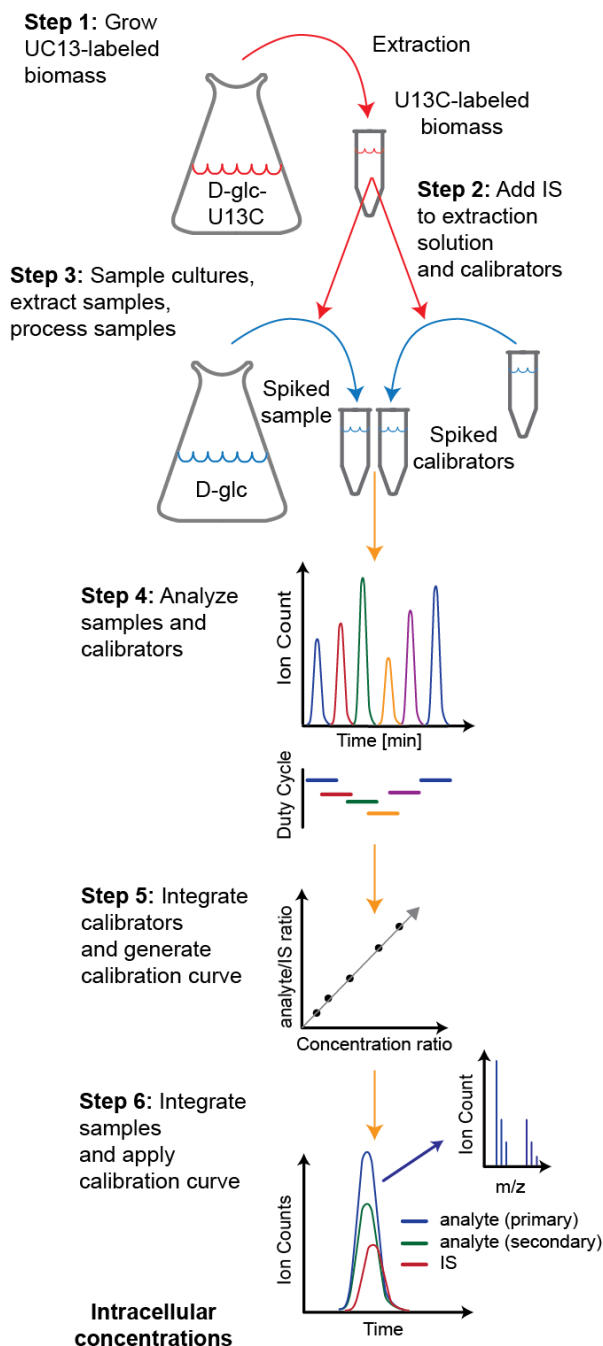 Step 1: Grow
UC13-labeled
biomass
Extraction
U13C-labeled
biomass
D-glc-
U13C
Step 2: Add IS
to extraction
solution
and calibrators
Step 3: Sample cultures,
extract samples,
process samples
Spiked
sample
Spiked
calibrators
D-glc
Step 4: Analyze
samples and
calibrators
Ion Count
Time [min]
Duty Cycle
Step 5: Integrate
calibrators
and generate
calibration curve
analyte/IS ratio
Concentration ratio
Step 6: Integrate
samples
and apply
calibration curve
Ion Count
m/z
Ion Counts
analyte (primary)
analyte (secondary)
IS
Time
Intracellular
concentrations